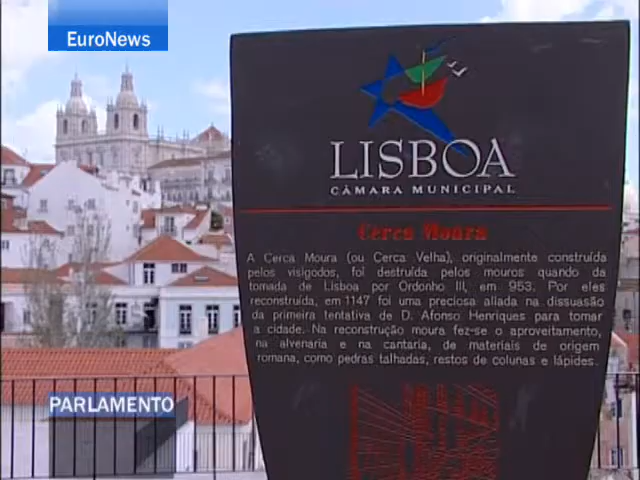 EuroNews
LISBOA
CÂMARA MUNICIPAL
Cerca Moura
A Cerca Moura (ou Cerca Velha), originalmente construída
pelos visigodos, foi destruída pelos mouros quando da
tomada de Lisboa por Ordonho III, em 953. Por eles
reconstruída, em 1147 foi uma preciosa aliada na dissuasão
da primeira tentativa de D. Afonso Henriques para tomar
a cidade. Na reconstrução moura fez-se o aproveitamento,
na alvenaria e na cantaria, de materiais de origem
romana, como pedras talhadas, restos de colunas e lápides.
PARLAMENTO